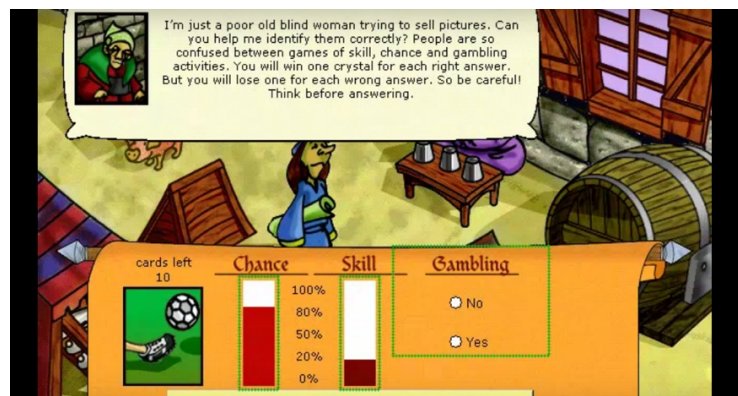 I'm just a poor old blind woman trying to sell pictures. Can
you help me identify them correctly? People are so
confused between games of skill, chance and gambling
activities. You will win one crystal for each right answer.
But you will lose one for each wrong answer. So be careful!
Think before answering.
cards left
10
Chance
Skill
Gambling
100%
80%
50%
20%
0%
No
Yes